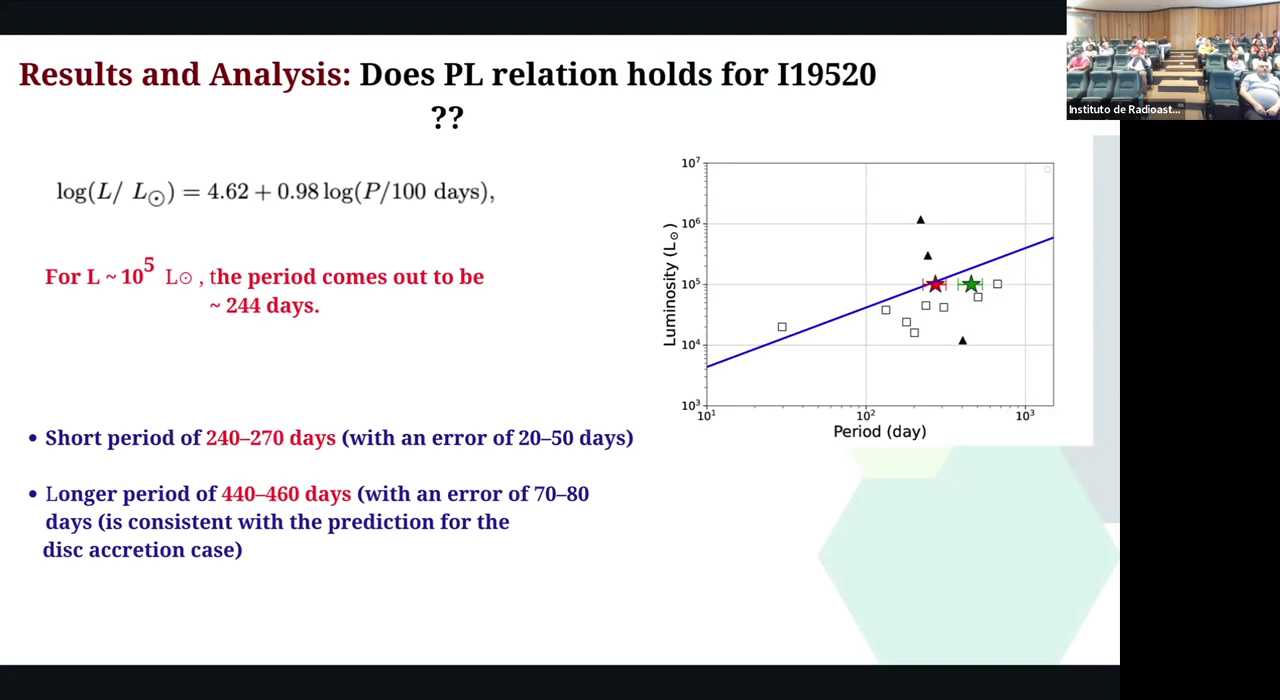 Results and Analysis: Does PL relation holds for I19520
??
log(L/ L⊙) = 4.62 + 0.98 log(P/100 days),
For L ~ 10^5 L⊙ , the period comes out to be
~ 244 days.
• Short period of 240–270 days (with an error of 20–50 days)
• Longer period of 440–460 days (with an error of 70–80
days (is consistent with the prediction for the
disc accretion case)
Luminosity (L⊙)
10^7
10^6
10^5
10^4
10^3
10^1
10^2
10^3
Period (day)
Instituto de Radioast...